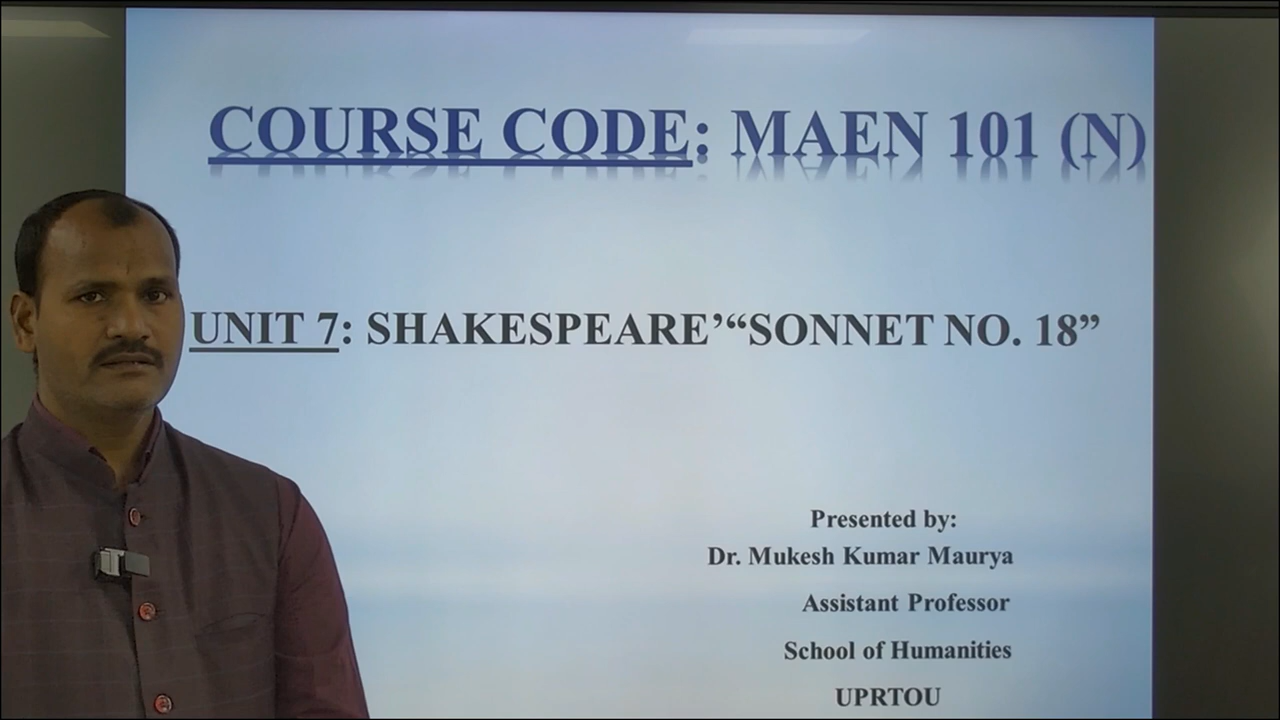 COURSE CODE: MAEN 101 (N)
UNIT 7: SHAKESPEARE’“SONNET NO. 18”
Presented by:
Dr. Mukesh Kumar Maurya
Assistant Professor
School of Humanities
UPRTOU